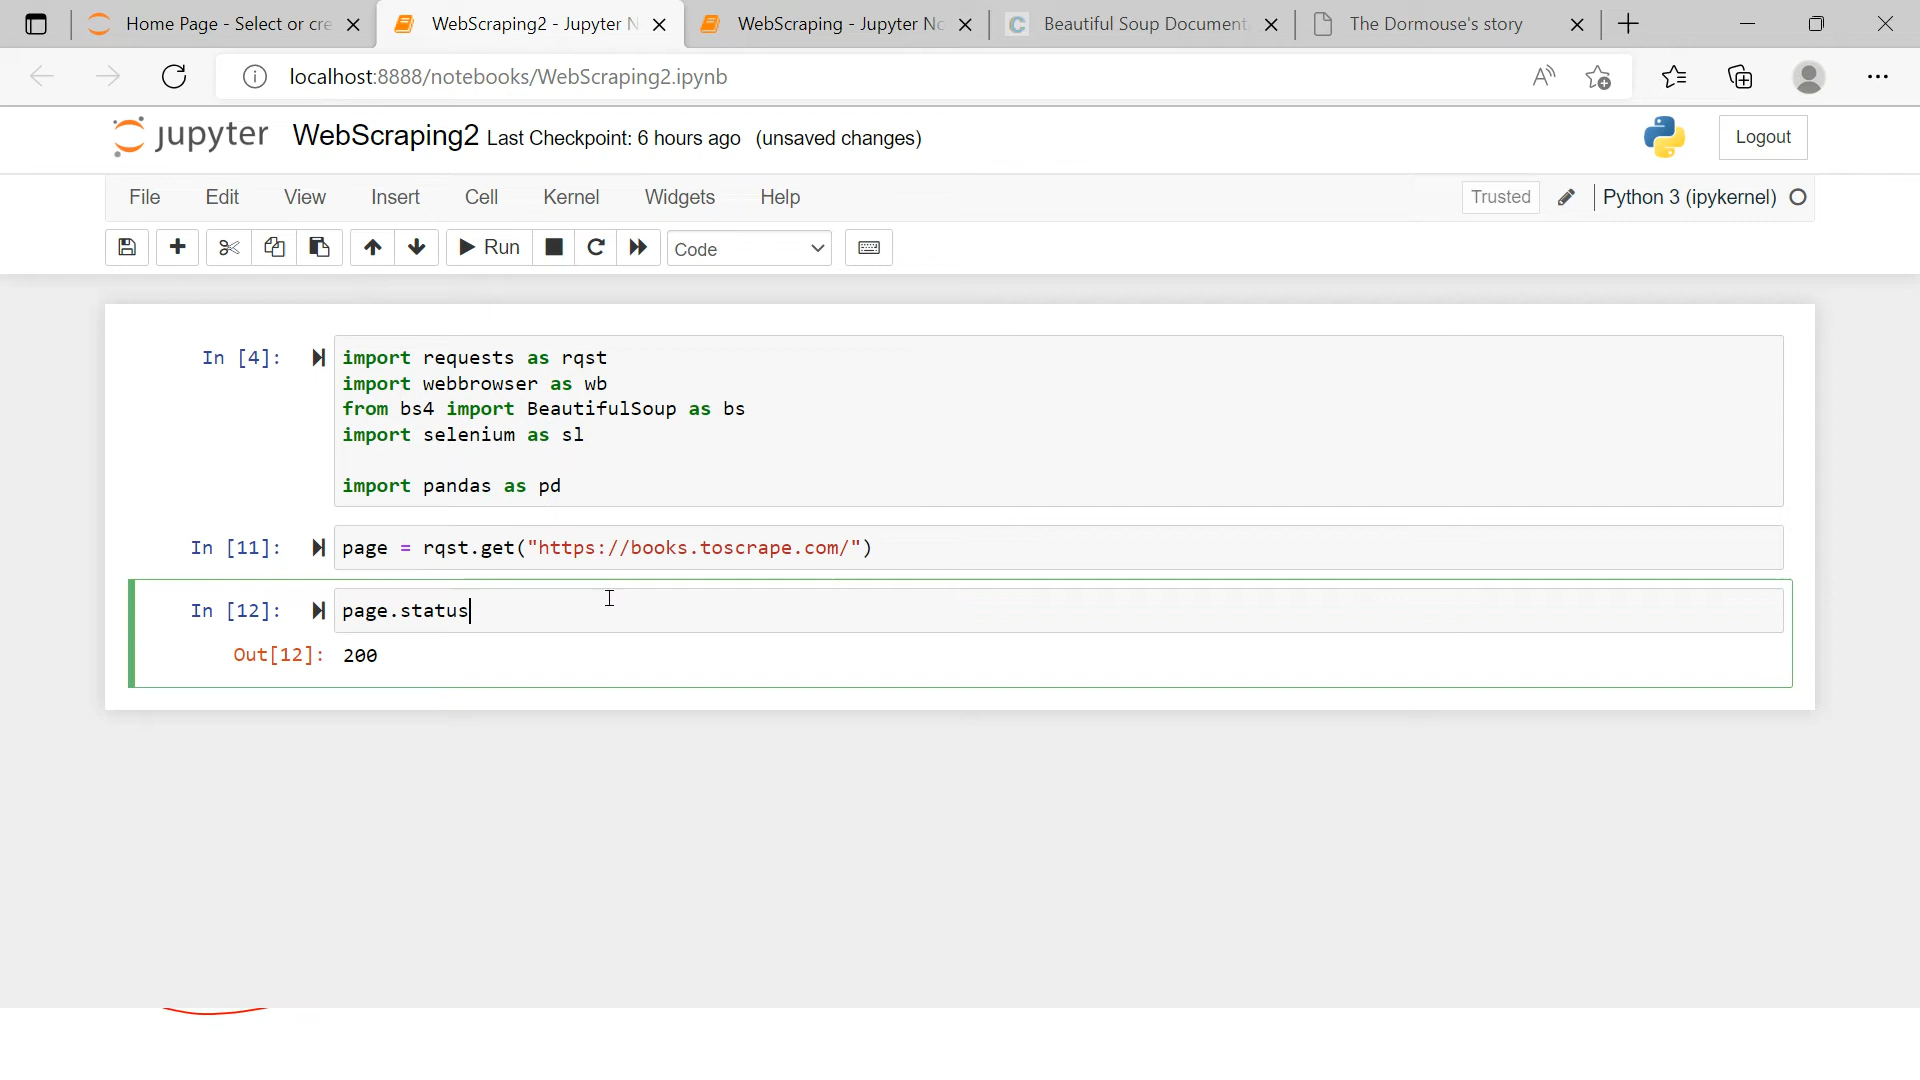 Home Page - Select or cre
WebScraping2 - Jupyter N
WebScraping - Jupyter No
Beautiful Soup Document
The Dormouse's story
localhost:8888/notebooks/WebScraping2.ipynb
jupyter WebScraping2 Last Checkpoint: 6 hours ago (unsaved changes)
Logout
File Edit View Insert Cell Kernel Widgets Help
Trusted Python 3 (ipykernel)
Run Code
In [4]: import requests as rqst
import webbrowser as wb
from bs4 import BeautifulSoup as bs
import selenium as sl
import pandas as pd
In [11]: page = rqst.get("https://books.toscrape.com/")
In [12]: page.status
Out[12]: 200